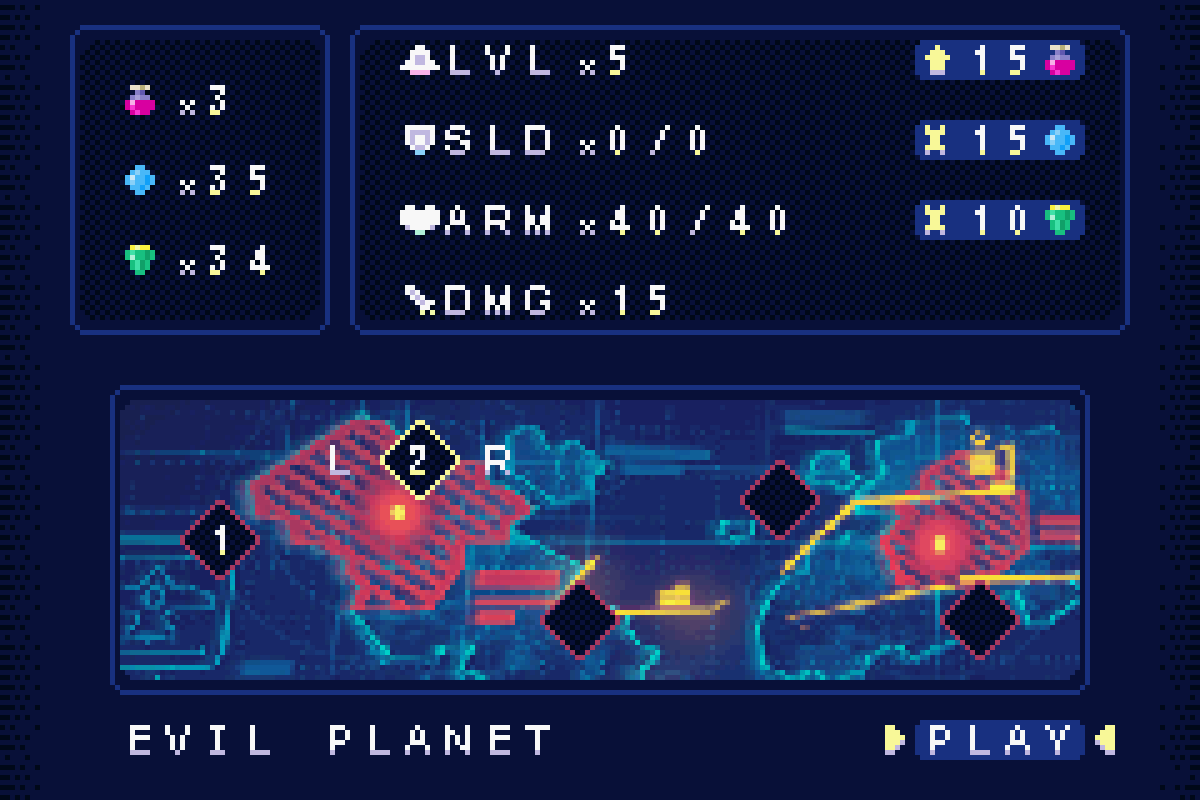 x3
x35
x34
LVL x5 15
SLD x0/0 15
ARM x40/40 10
DMG x15
L 2 R
1
EVIL PLANET PLAY